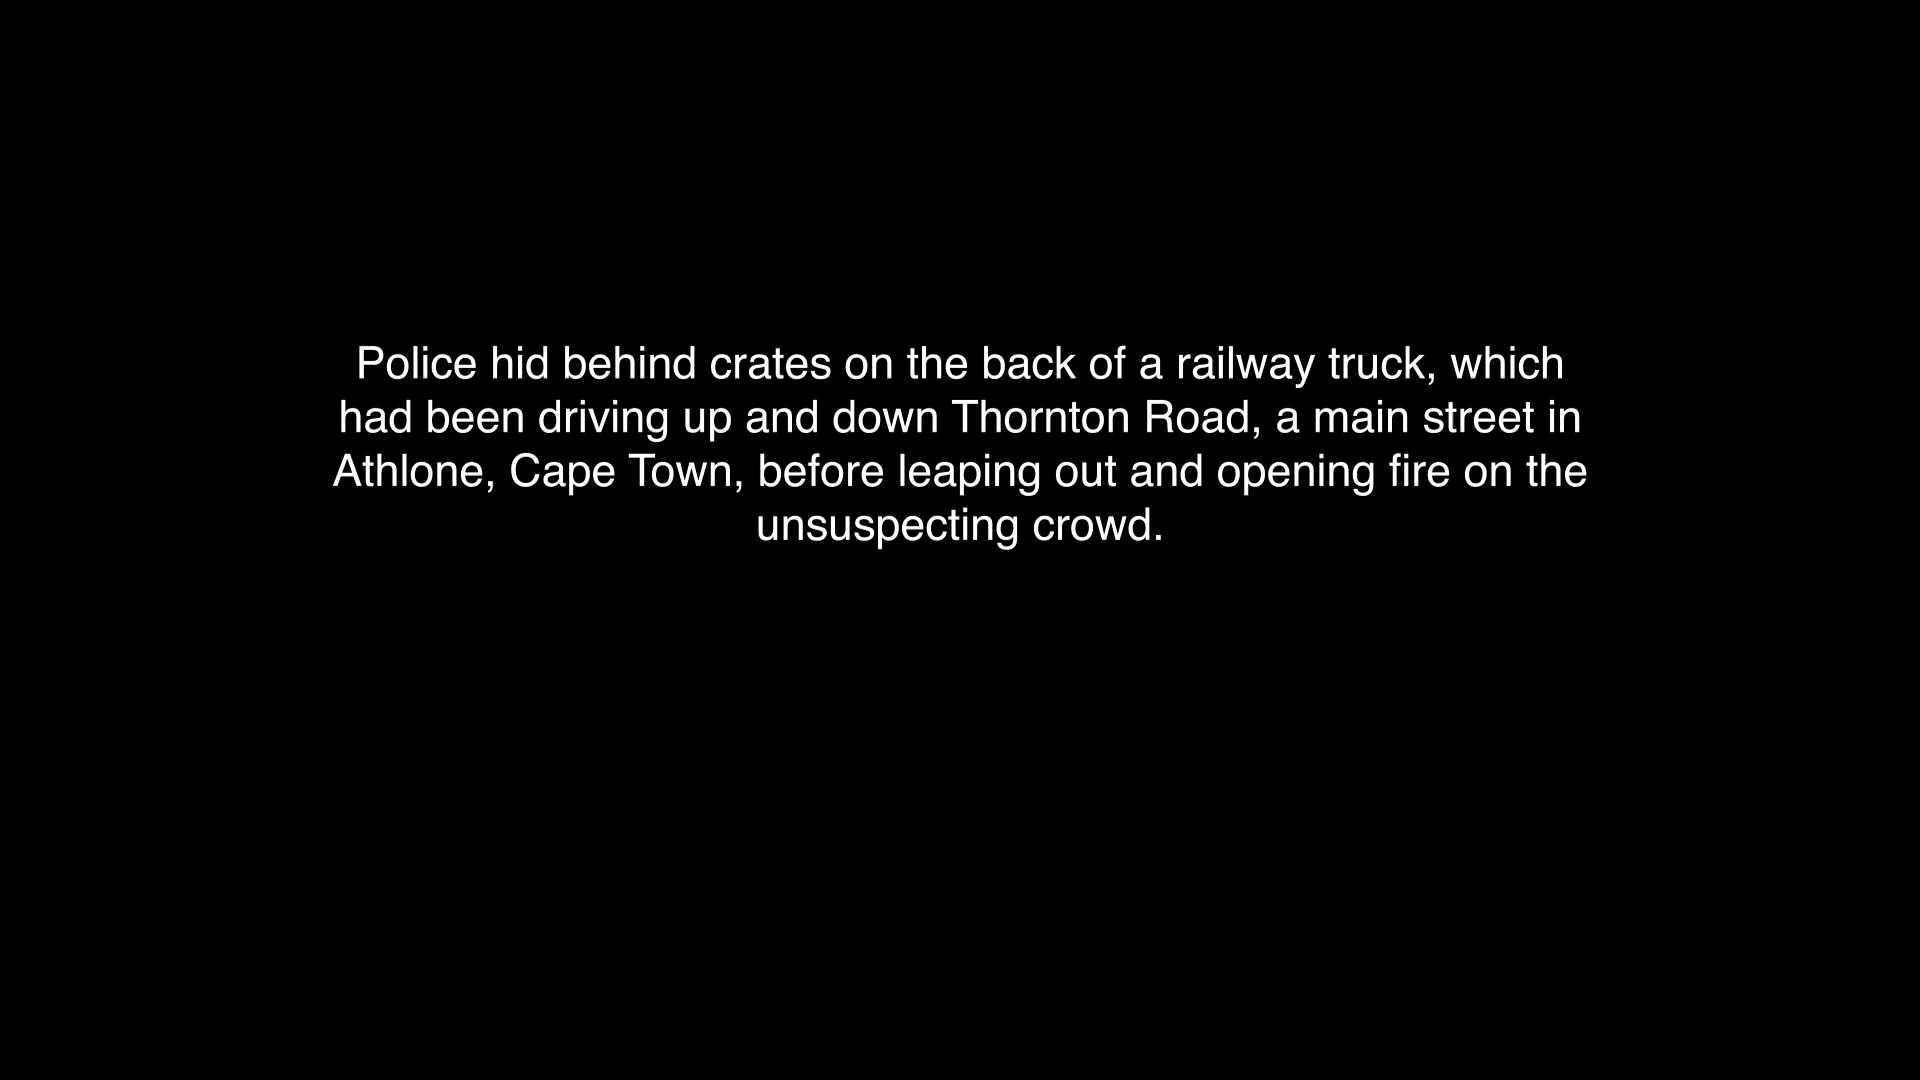 Police hid behind crates on the back of a railway truck, which
had been driving up and down Thornton Road, a main street in
Athlone, Cape Town, before leaping out and opening fire on the
unsuspecting crowd.